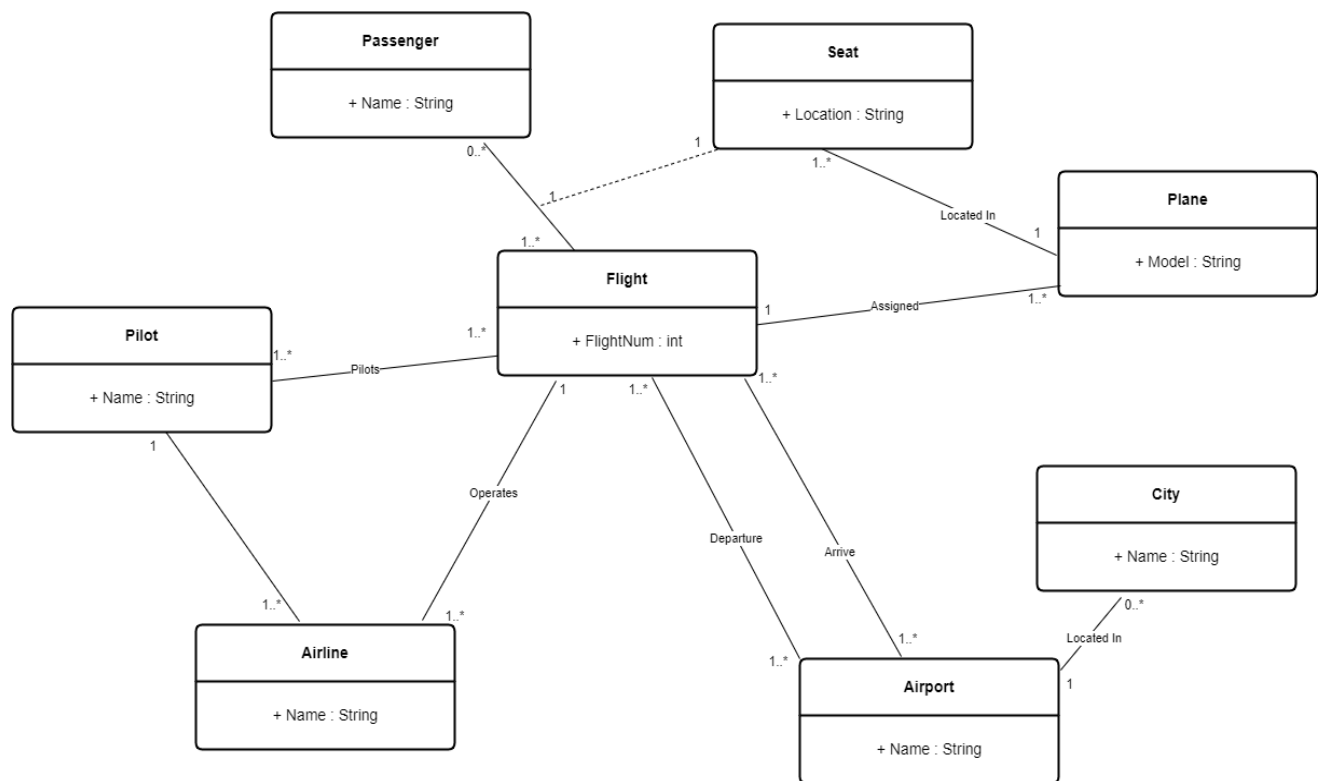 Passenger
+ Name : String
Seat
+ Location : String
0..*
1
1..*
1
Located In
1
Plane
+ Model : String
1..*
Flight
+ FlightNum : int
1
Assigned
1..*
Pilot
+ Name : String
1..*
Pilots
1..*
1
1
1..*
1..*
Operates
Departure
Arrive
City
+ Name : String
0..*
Located In
1
1..*
1..*
1..*
1..*
Airline
+ Name : String
Airport
+ Name : String